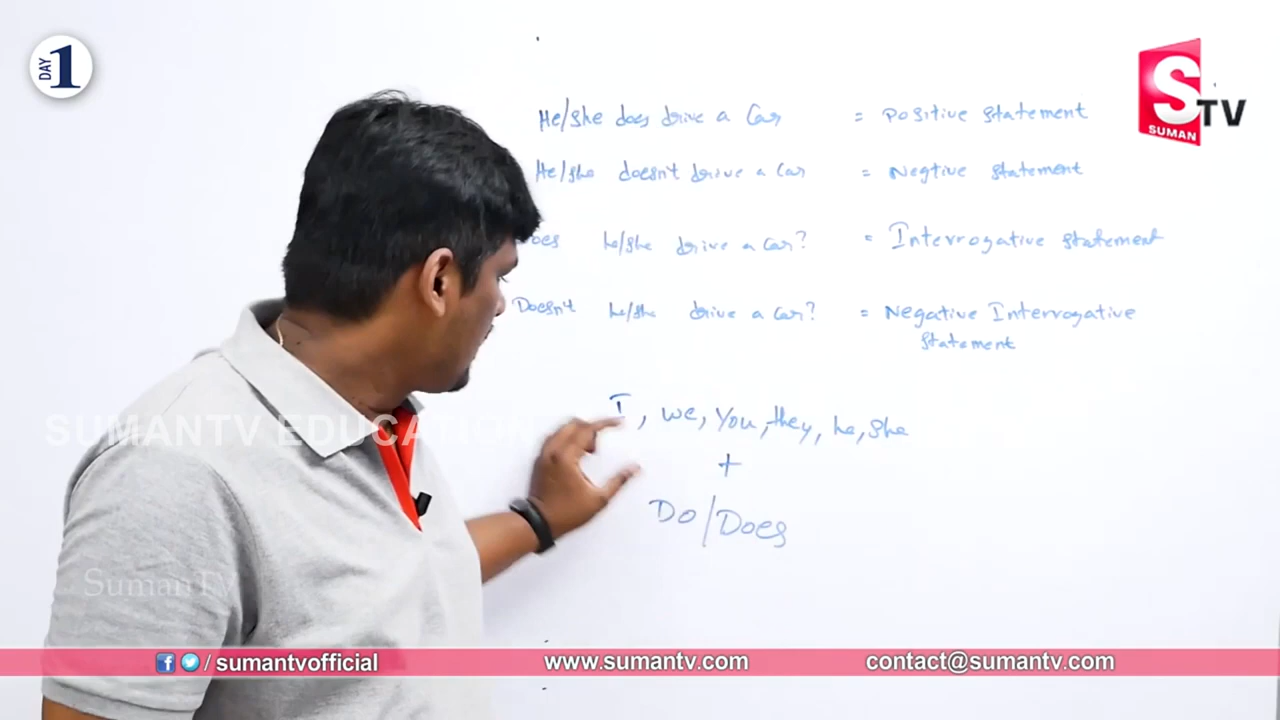 DAY 1
S TV
SUMAN
He/she does drive a Car = Positive statement
He/she doesn't drive a car = Negtive statement
he/she drive a car? = Interrogative statement
Doesn't he/she drive a car? = Negative Interrogative
statement
I, we, you, they, he, she
+
Do/Does
SUMANTV EDUCATION
SumanTV
/ sumantvofficial www.sumantv.com contact@sumantv.com